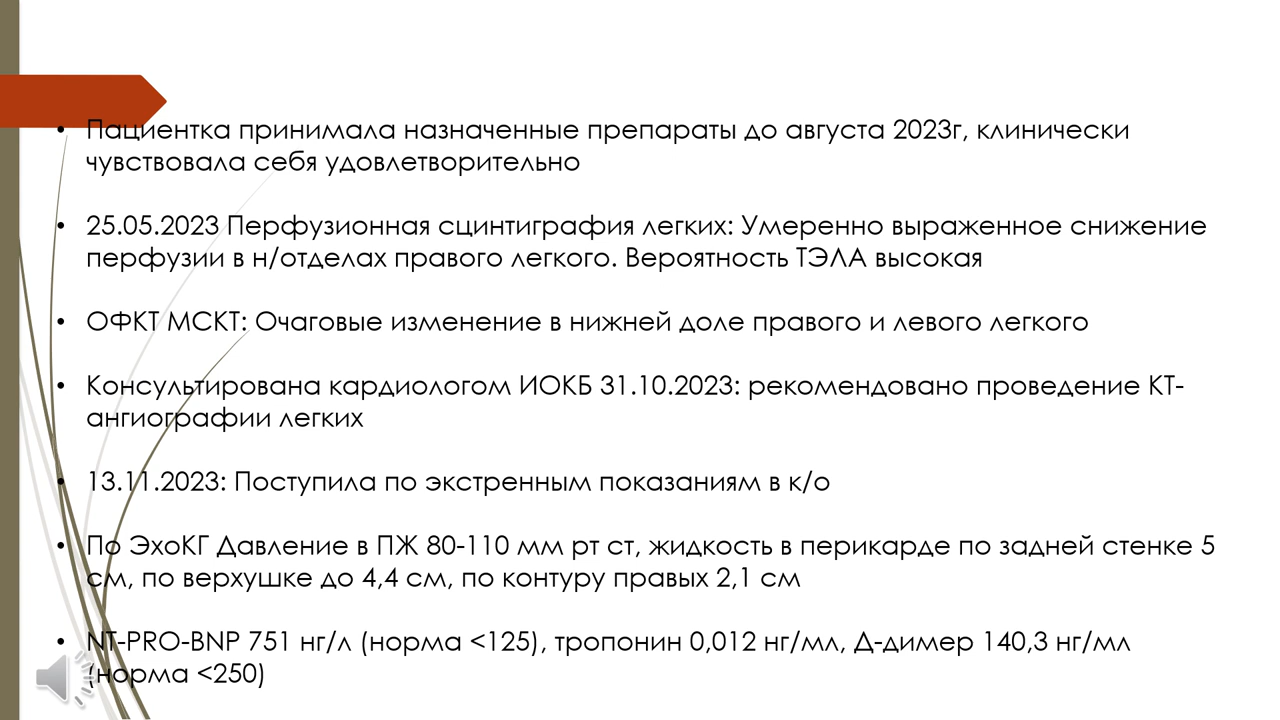 • Пациентка принимала назначенные препараты до августа 2023г, клинически
чувствовала себя удовлетворительно
• 25.05.2023 Перфузионная сцинтиграфия легких: Умеренно выраженное снижение
перфузии в н/отделах правого легкого. Вероятность ТЭЛА высокая
• ОФКТ МСКТ: Очаговые изменение в нижней доле правого и левого легкого
• Консультирована кардиологом ИОКБ 31.10.2023: рекомендовано проведение КТ-
ангиографии легких
• 13.11.2023: Поступила по экстренным показаниям в к/о
• По ЭхоКГ Давление в ПЖ 80-110 мм рт ст, жидкость в перикарде по задней стенке 5
см, по верхушке до 4,4 см, по контуру правых 2,1 см
• NT-PRO-BNP 751 нг/л (норма <125), тропонин 0,012 нг/мл, Д-димер 140,3 нг/мл
(норма <250)